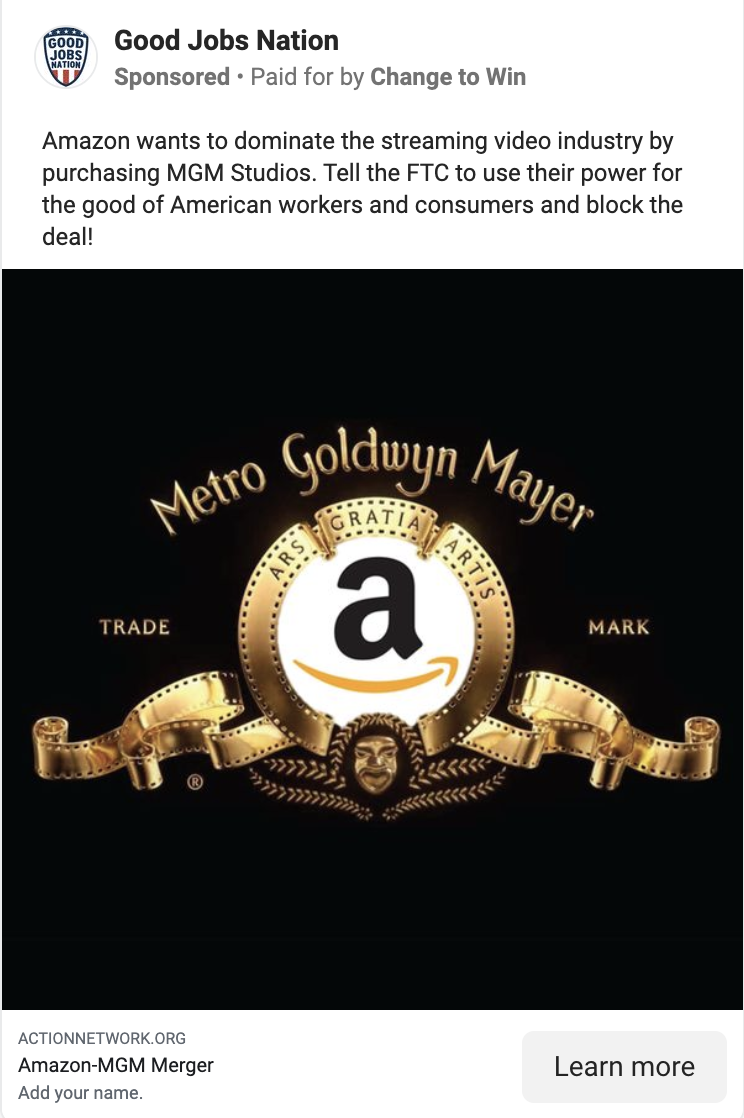 GOOD
JOBS
NATION
Good Jobs Nation
Sponsored • Paid for by Change to Win
Amazon wants to dominate the streaming video industry by
purchasing MGM Studios. Tell the FTC to use their power for
the good of American workers and consumers and block the
deal!
Metro Goldwyn Mayer
ARS GRATIA ARTIS
a
TRADE MARK
®
ACTIONNETWORK.ORG
Amazon-MGM Merger
Add your name.
Learn more